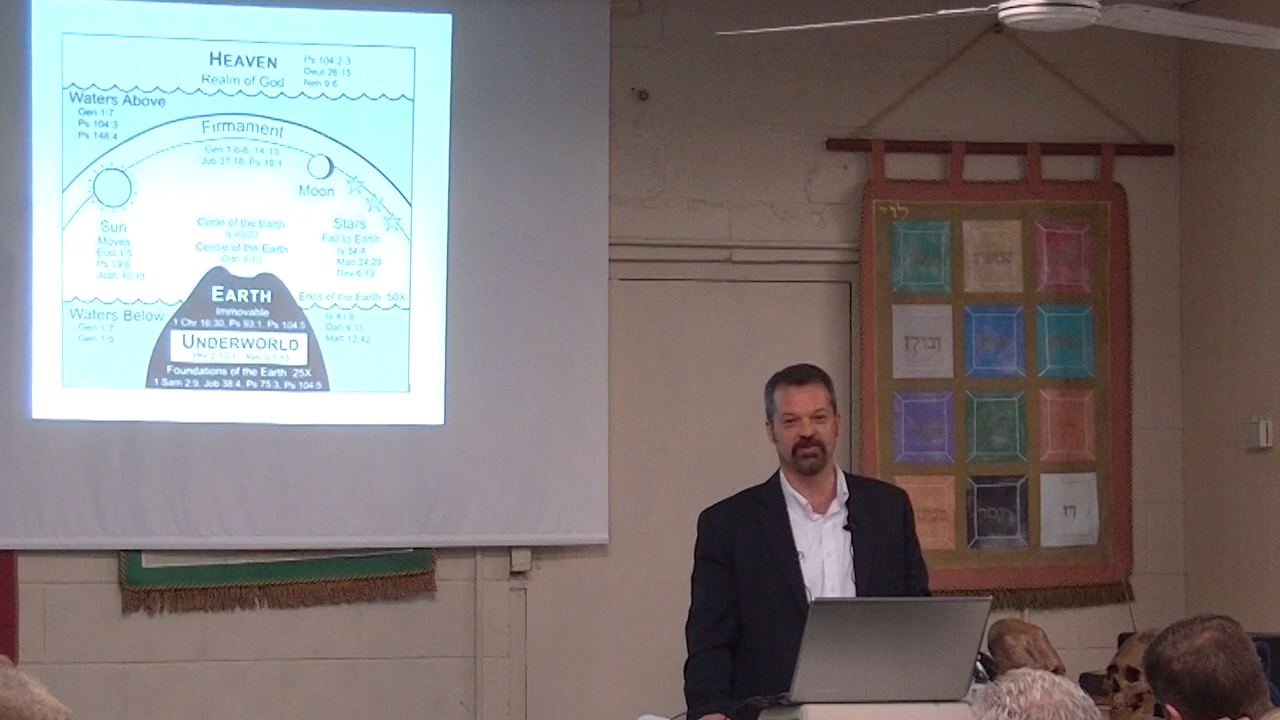 HEAVEN
Realm of God
Ps 104:2-3
Deut 26:15
Neh 9:6
Waters Above
Gen 1:7
Ps 104:3
Ps 148:4
Firmament
Gen 1:6-8, 14-19
Job 37:18, Ps 19:1
Moon
Sun
Moves
Eccl 1:5
Ps 19:6
Josh 10:13
Circle of the Earth
Centre of the Earth
Stars
Fall to Earth
Is 34:4
Matt 24:29
Rev 6:13
EARTH
Immovable
1 Chr 16:30, Ps 93:1, Ps 104:5
Ends of the Earth 50X
Is 41:8
Dan 4:11
Matt 12:42
Waters Below
Gen 1:7
Gen 1:9
UNDERWORLD
Foundations of the Earth 25X
1 Sam 2:9, Job 38:4, Ps 75:3, Ps 104:5
לוי